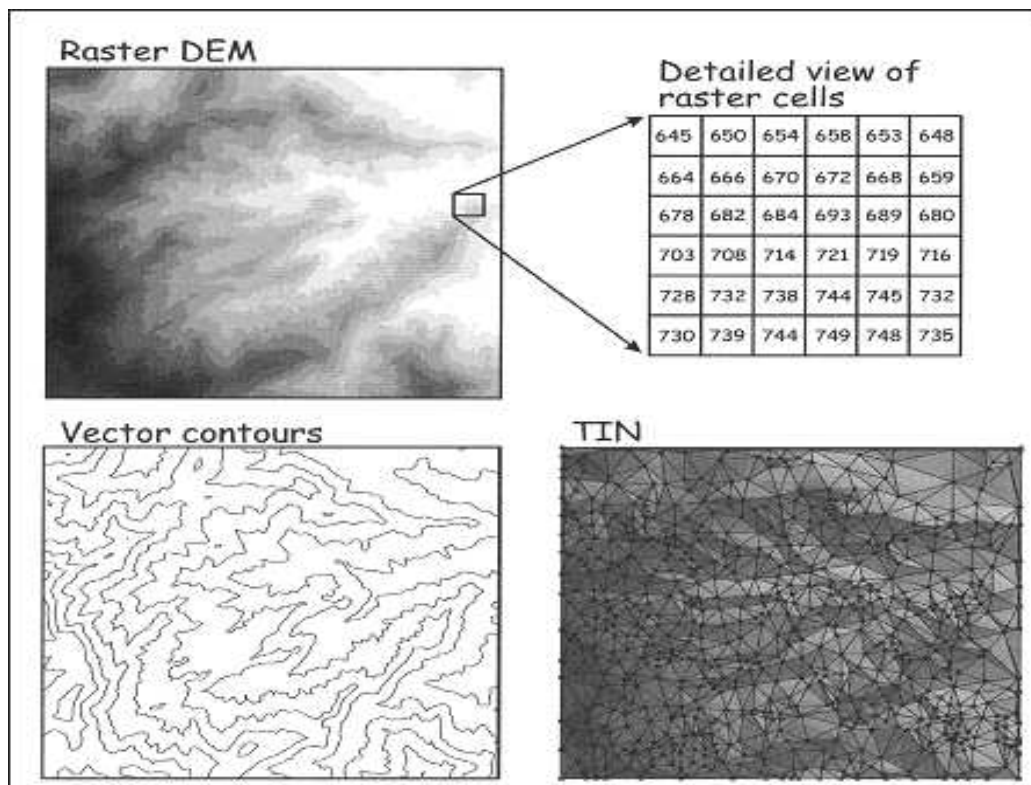 Raster DEM
Detailed view of
raster cells
645 650 654 658 653 648
664 666 670 672 668 659
678 682 684 693 689 680
703 708 714 721 719 716
728 732 738 744 745 732
730 739 744 749 748 735
Vector contours
TIN